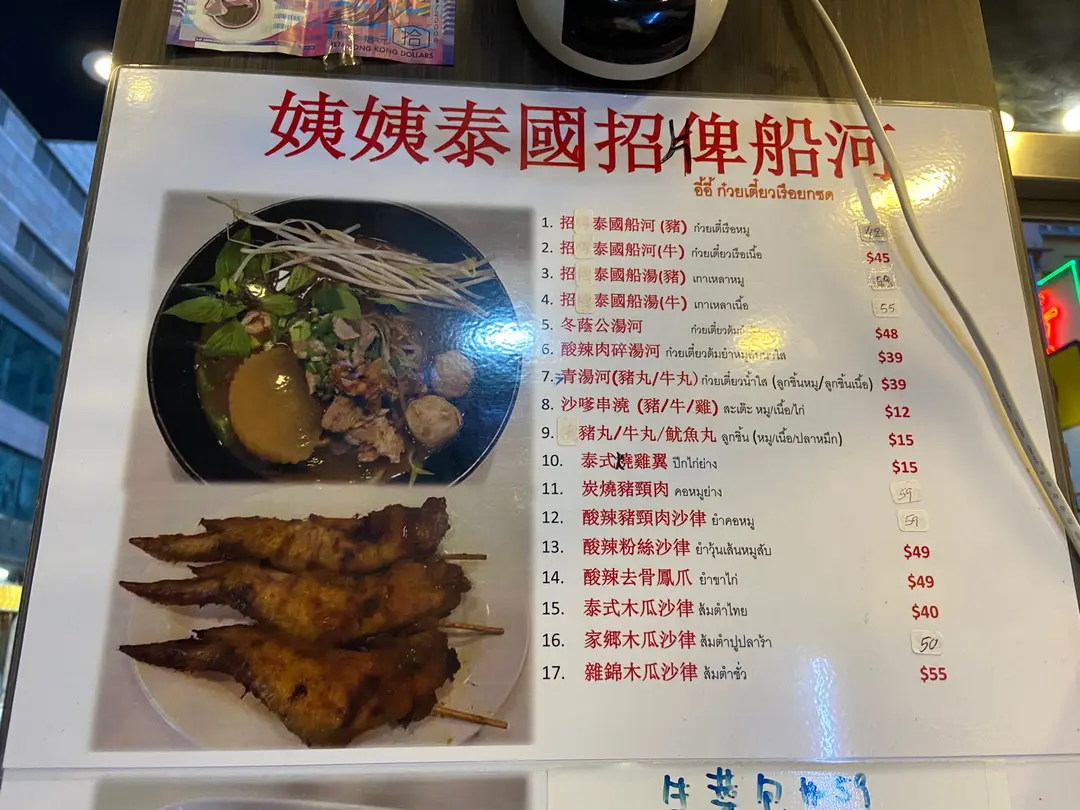 TEN HONG KONG DOLLARS
拾
姨姨泰國招牌船河
อี้อี้ ก๋วยเตี๋ยวเรือยกซด
1. 招 泰國船河 (豬) ก๋วยเตี๋เรือหมู
2. 招 泰國船河(牛) ก๋วยเตี๋ยวเรือเนื้อ $45
3. 招 泰國船湯(豬) เกาเหลาหมู 59
4. 招 泰國船湯(牛) เกาเหลาเนื้อ 55
5. 冬蔭公湯河 $48
6. 酸辣肉碎湯河 $39
7. 青湯河(豬丸/牛丸) ก๋วยเตี๋ยวน้ำใส (ลูกชิ้นหมู/ลูกชิ้นเนื้อ) $39
8. 沙嗲串澆 (豬/牛/雞) สะเต๊ะ หมู/เนื้อ/ไก่ $12
9. 豬丸/牛丸/魷魚丸 ลูกชิ้น (หมู/เนื้อ/ปลาหมึก) $15
10. 泰式燒雞翼 ปีกไก่ย่าง $15
11. 炭燒豬頸肉 คอหมูย่าง 59
12. 酸辣豬頸肉沙律 ยำคอหมู 59
13. 酸辣粉絲沙律 ยำวุ้นเส้นหมูสับ $49
14. 酸辣去骨鳳爪 ยำขาไก่ $49
15. 泰式木瓜沙律 ส้มตำไทย $40
16. 家鄉木瓜沙律 ส้มตำปูปลาร้า 50
17. 雜錦木瓜沙律 ส้มตำซั่ว $55